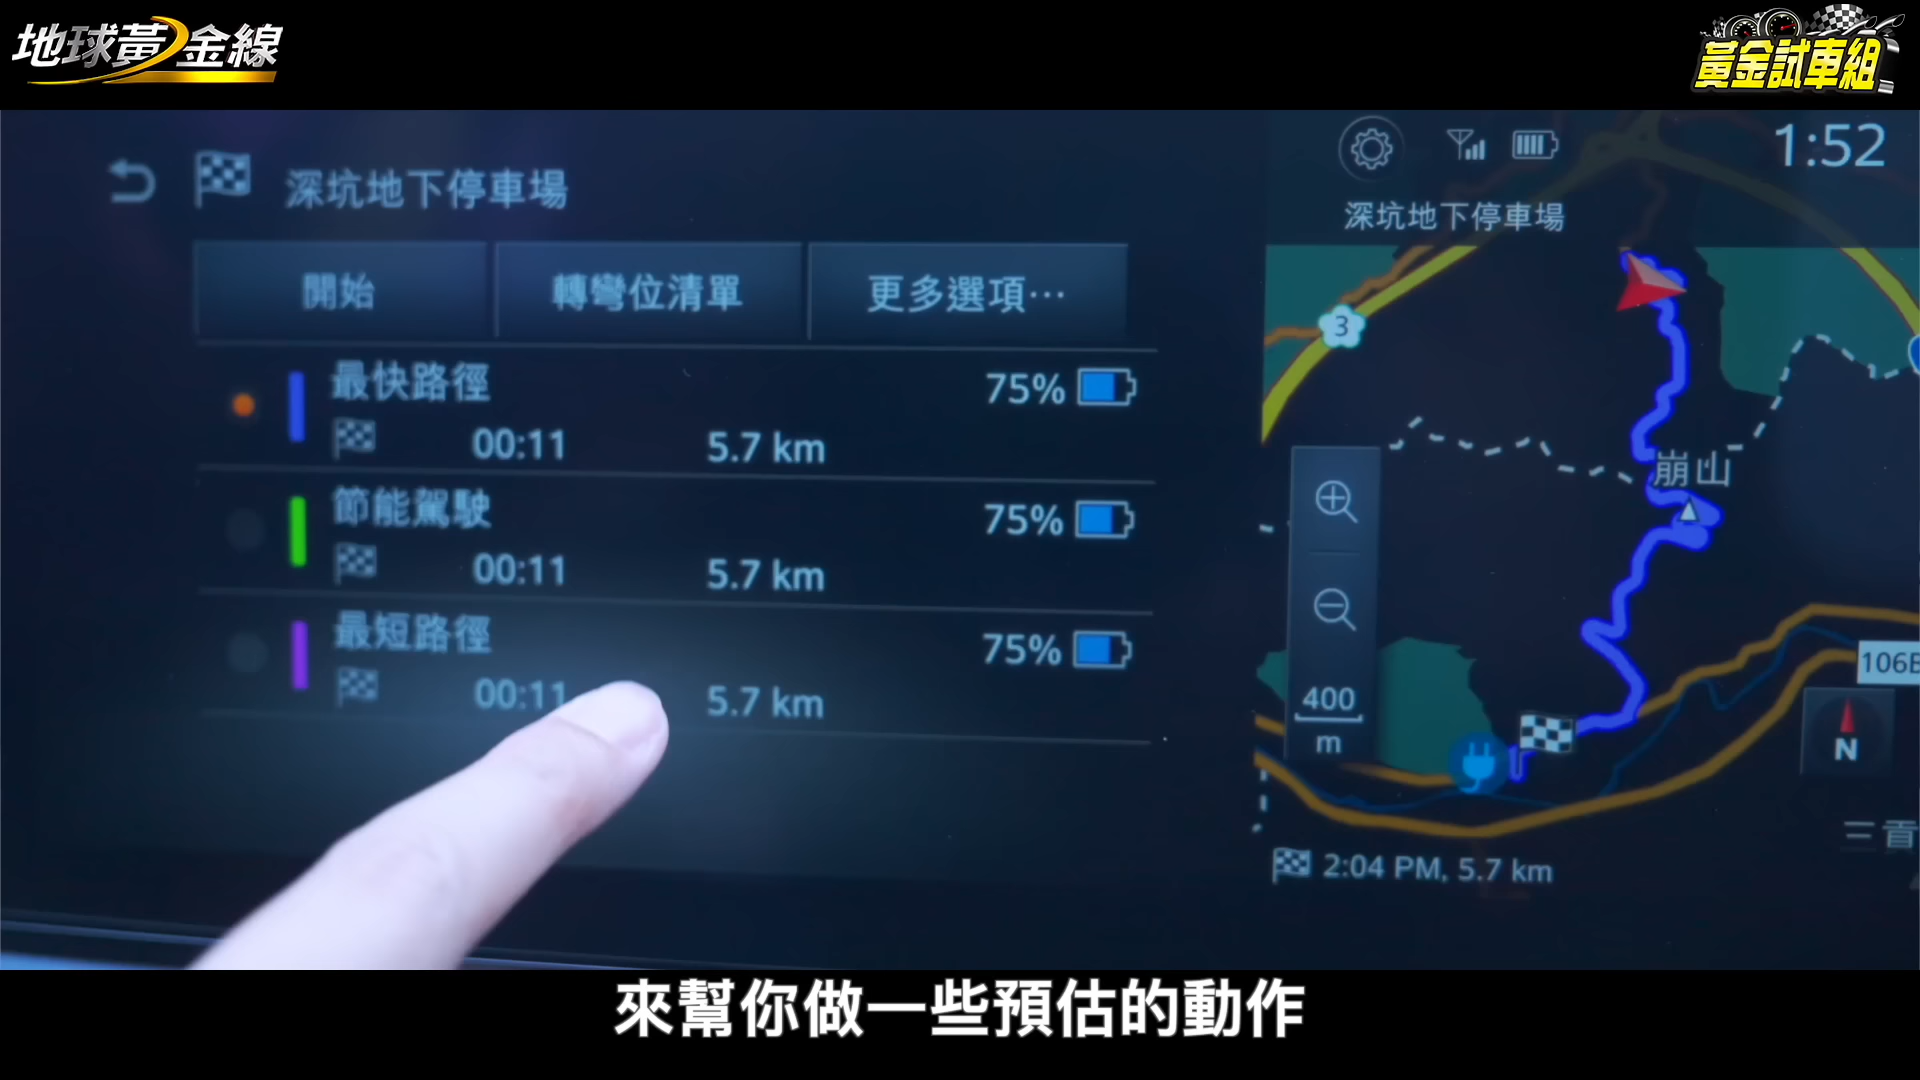 地球黃金線
黃金試車組
深坑地下停車場
開始
轉彎位清單
更多選項…
最快路徑
75%
00:11
5.7 km
節能駕駛
75%
00:11
5.7 km
最短路徑
75%
00:11
5.7 km
1:52
深坑地下停車場
3
崩山
106B
400
m
N
2:04 PM, 5.7 km
來幫你做一些預估的動作